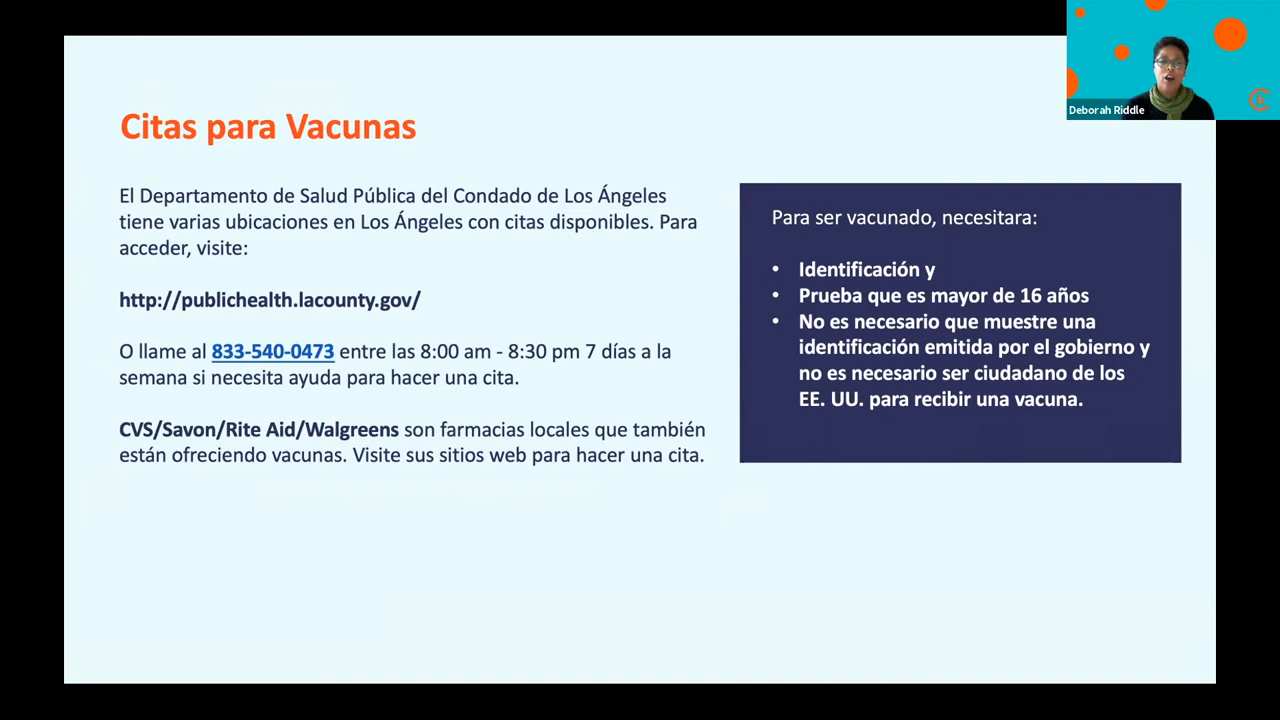 Citas para Vacunas
El Departamento de Salud Pública del Condado de Los Ángeles
tiene varias ubicaciones en Los Ángeles con citas disponibles. Para
acceder, visite:
http://publichealth.lacounty.gov/
O llame al 833-540-0473 entre las 8:00 am - 8:30 pm 7 días a la
semana si necesita ayuda para hacer una cita.
CVS/Savon/Rite Aid/Walgreens son farmacias locales que también
están ofreciendo vacunas. Visite sus sitios web para hacer una cita.
Para ser vacunado, necesitara:
• Identificación y
• Prueba que es mayor de 16 años
• No es necesario que muestre una
identificación emitida por el gobierno y
no es necesario ser ciudadano de los
EE. UU. para recibir una vacuna.
Deborah Riddle